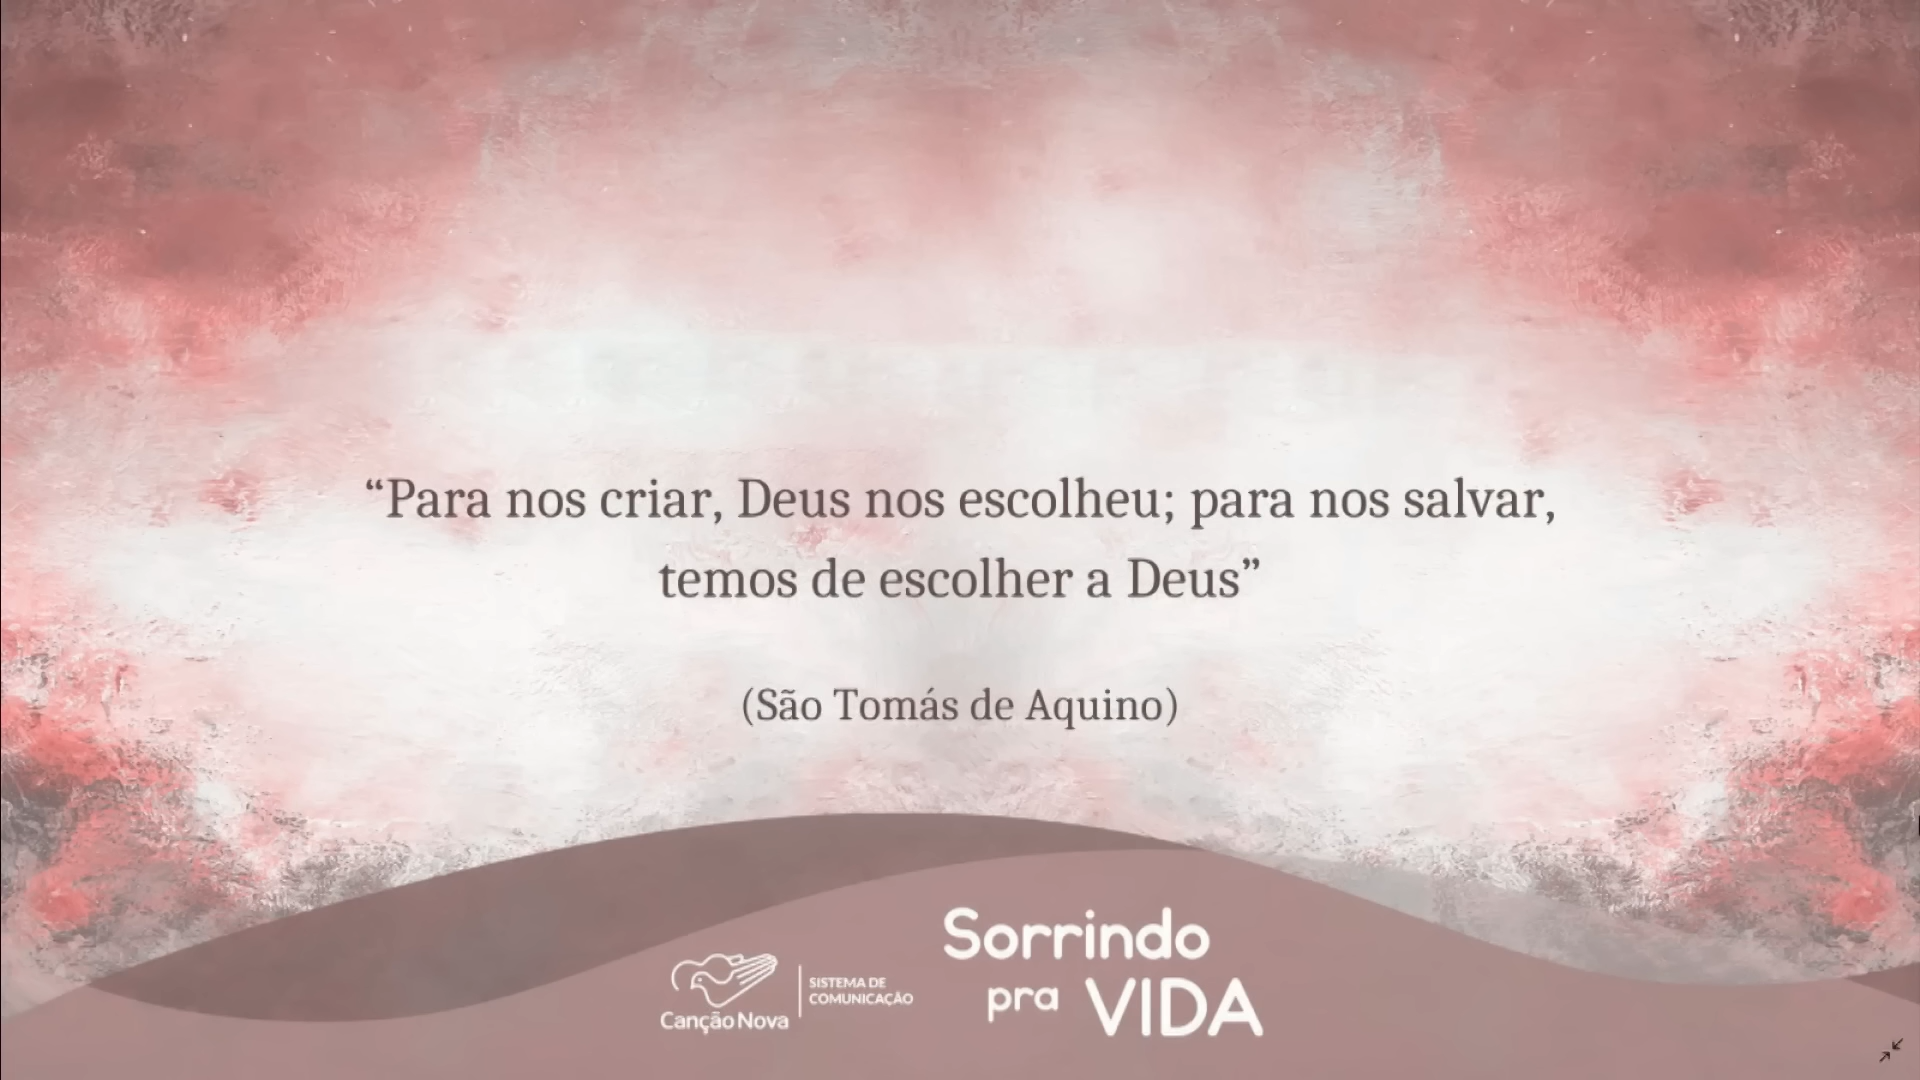 “Para nos criar, Deus nos escolheu; para nos salvar,
temos de escolher a Deus”
(São Tomás de Aquino)
Canção Nova
SISTEMA DE
COMUNICAÇÃO
Sorrindo
pra VIDA